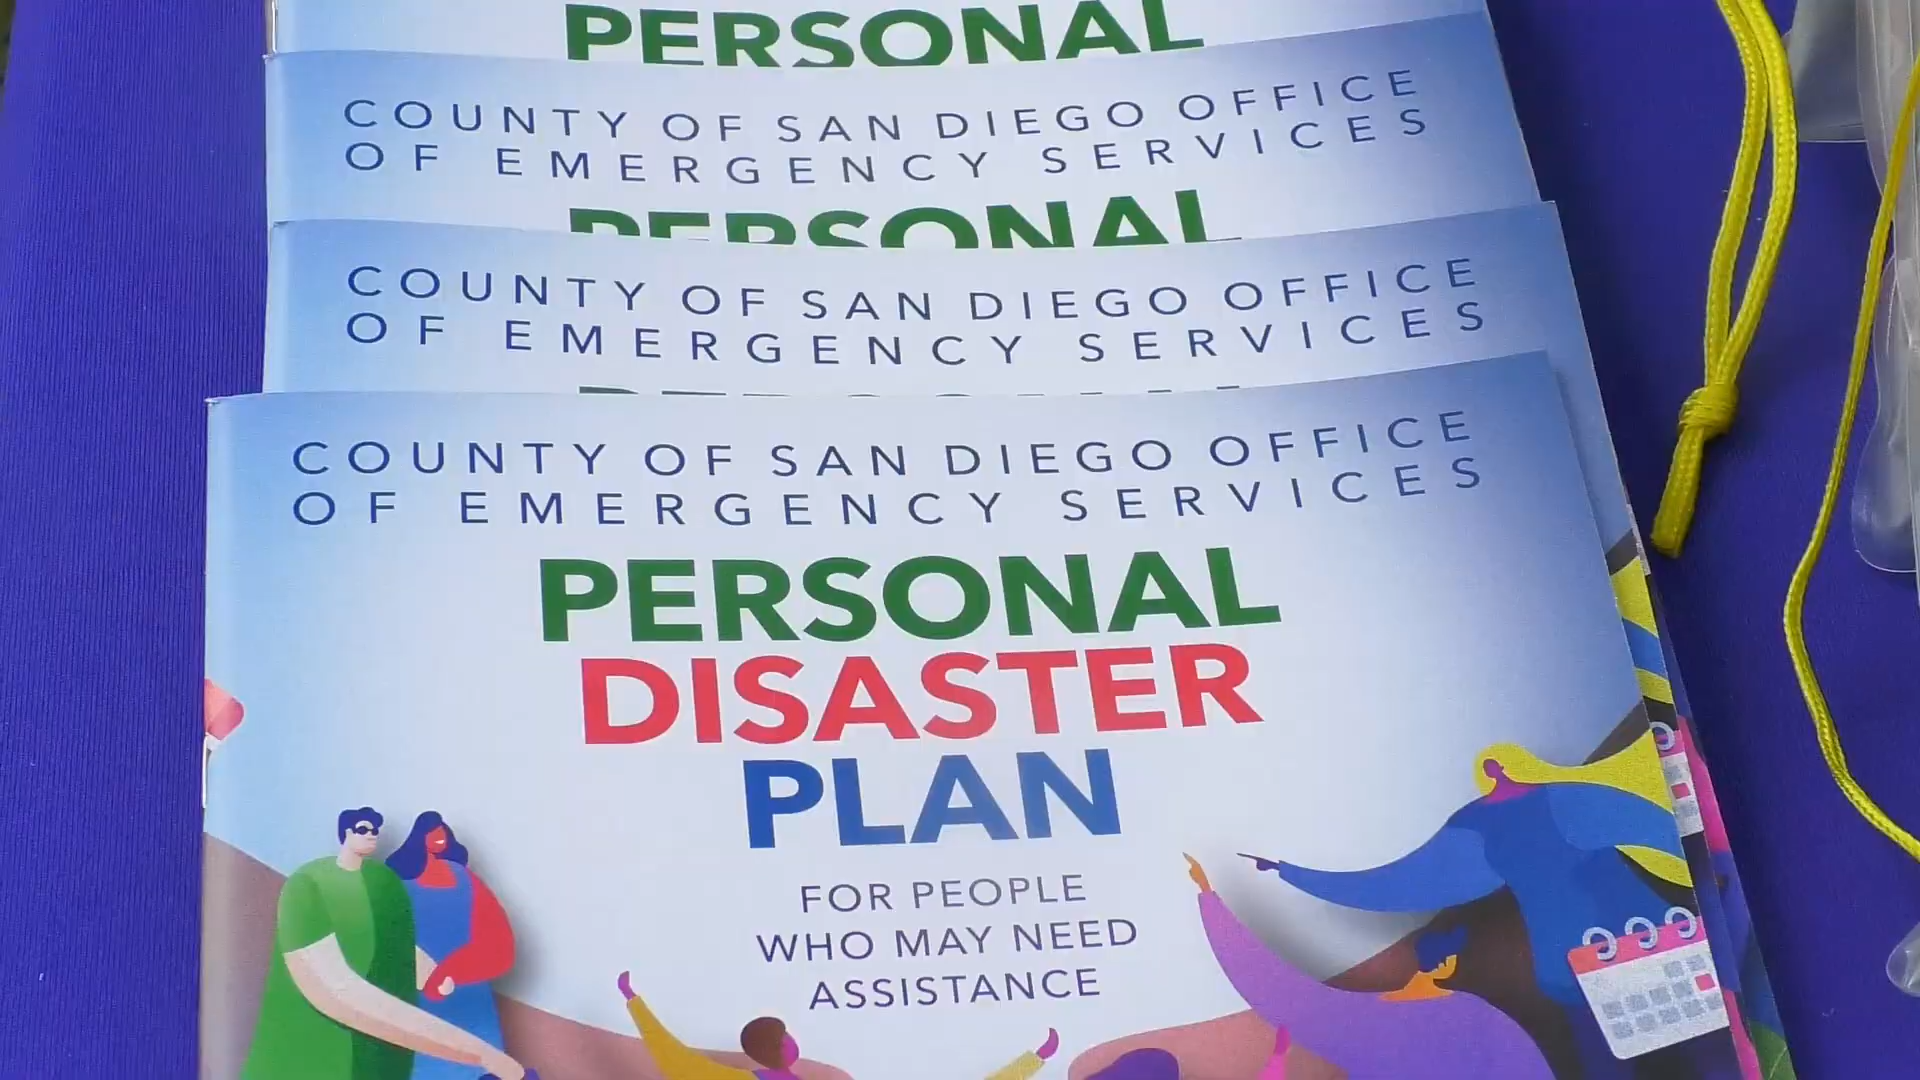 PERSONAL
COUNTY OF SAN DIEGO OFFICE
OF EMERGENCY SERVICES
PERSONAL
COUNTY OF SAN DIEGO OFFICE
OF EMERGENCY SERVICES
COUNTY OF SAN DIEGO OFFICE
OF EMERGENCY SERVICES
PERSONAL
DISASTER
PLAN
FOR PEOPLE
WHO MAY NEED
ASSISTANCE